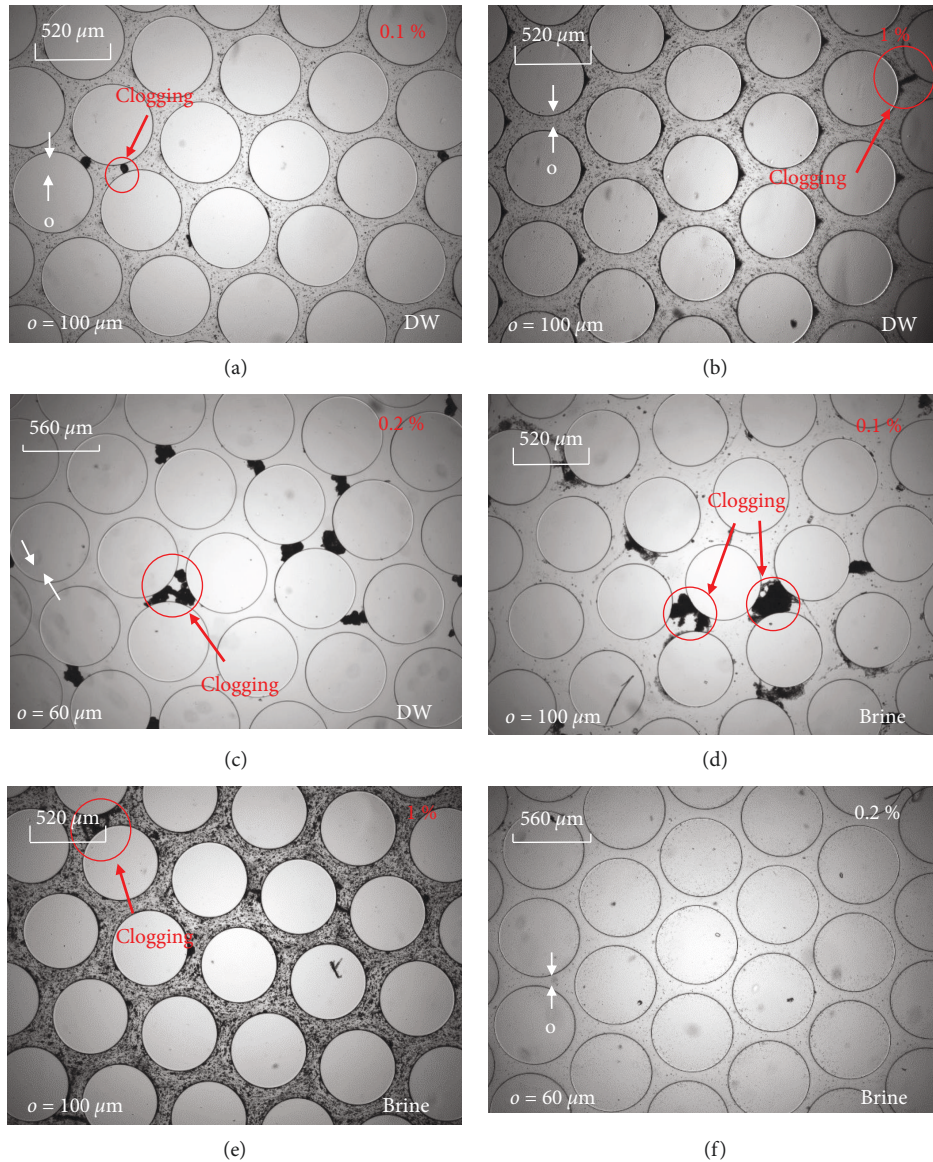 520 μm
0.1 %
Clogging
o
o = 100 μm
DW
(a)
520 μm
1 %
Clogging
o
o = 100 μm
DW
(b)
560 μm
0.2 %
Clogging
o = 60 μm
DW
(c)
520 μm
0.1 %
Clogging
o = 100 μm
Brine
(d)
520 μm
1 %
Clogging
o = 100 μm
Brine
(e)
560 μm
0.2 %
o
o = 60 μm
Brine
(f)